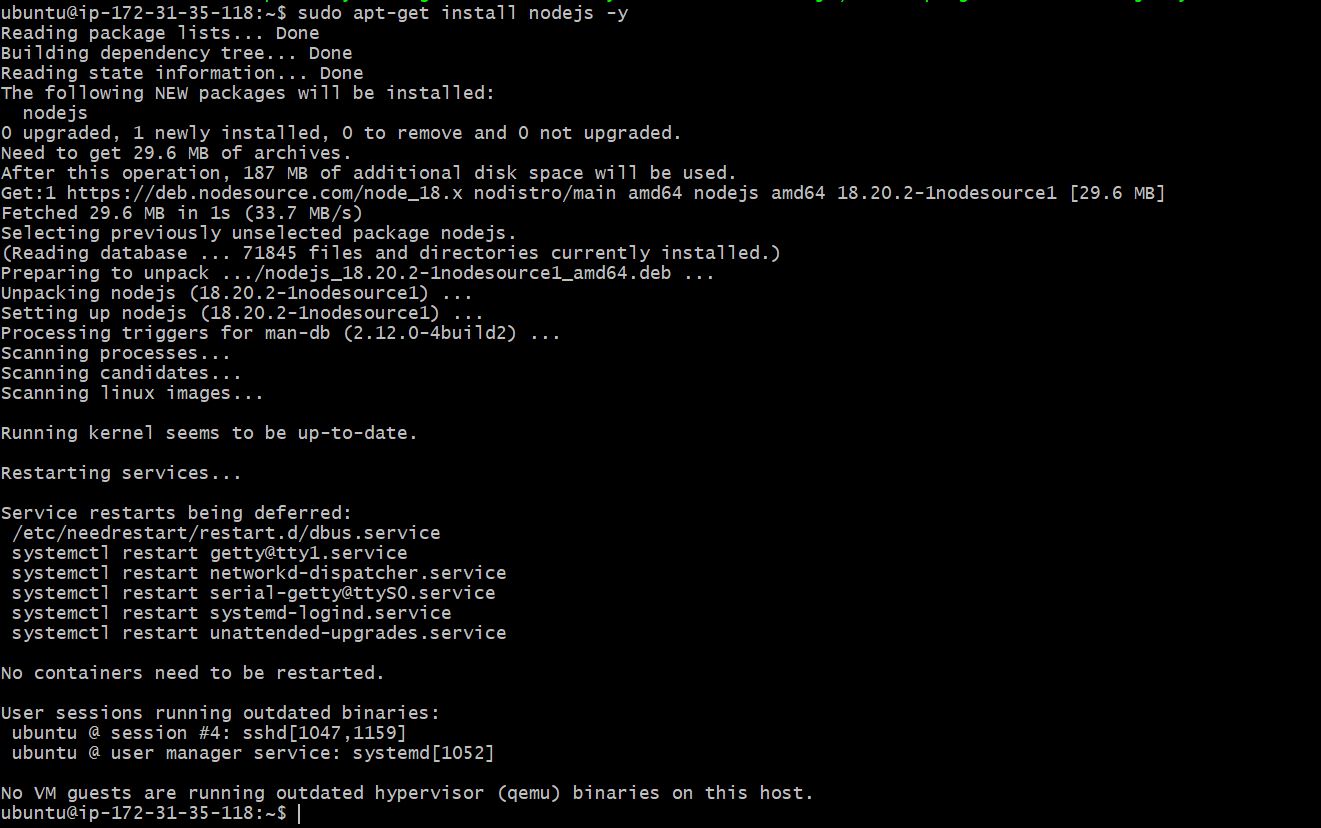 ubuntu@ip-172-31-35-118:~$ sudo apt-get install nodejs -y
Reading package lists... Done
Building dependency tree... Done
Reading state information... Done
The following NEW packages will be installed:
  nodejs
0 upgraded, 1 newly installed, 0 to remove and 0 not upgraded.
Need to get 29.6 MB of archives.
After this operation, 187 MB of additional disk space will be used.
Get:1 https://deb.nodesource.com/node_18.x nodistro/main amd64 nodejs amd64 18.20.2-1nodesource1 [29.6 MB]
Fetched 29.6 MB in 1s (33.7 MB/s)
Selecting previously unselected package nodejs.
(Reading database ... 71845 files and directories currently installed.)
Preparing to unpack .../nodejs_18.20.2-1nodesource1_amd64.deb ...
Unpacking nodejs (18.20.2-1nodesource1) ...
Setting up nodejs (18.20.2-1nodesource1) ...
Processing triggers for man-db (2.12.0-4build2) ...
Scanning processes...
Scanning candidates...
Scanning linux images...

Running kernel seems to be up-to-date.

Restarting services...

Service restarts being deferred:
 /etc/needrestart/restart.d/dbus.service
 systemctl restart getty@tty1.service
 systemctl restart networkd-dispatcher.service
 systemctl restart serial-getty@ttyS0.service
 systemctl restart systemd-logind.service
 systemctl restart unattended-upgrades.service

No containers need to be restarted.

User sessions running outdated binaries:
 ubuntu @ session #4: sshd[1047,1159]
 ubuntu @ user manager service: systemd[1052]

No VM guests are running outdated hypervisor (qemu) binaries on this host.
ubuntu@ip-172-31-35-118:~$